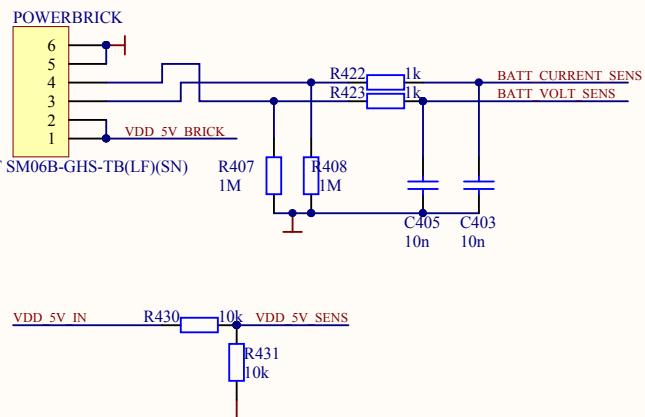 POWERBRICK
6
5
4
3
2
1
VDD_5V_BRICK
SM06B-GHS-TB(LF)(SN)
R422 1k BATT_CURRENT_SENS
R423 1k BATT_VOLT_SENS
R407 R408
1M 1M
C405 C403
10n 10n
VDD_5V_IN R430 10k VDD_5V_SENS
R431
10k